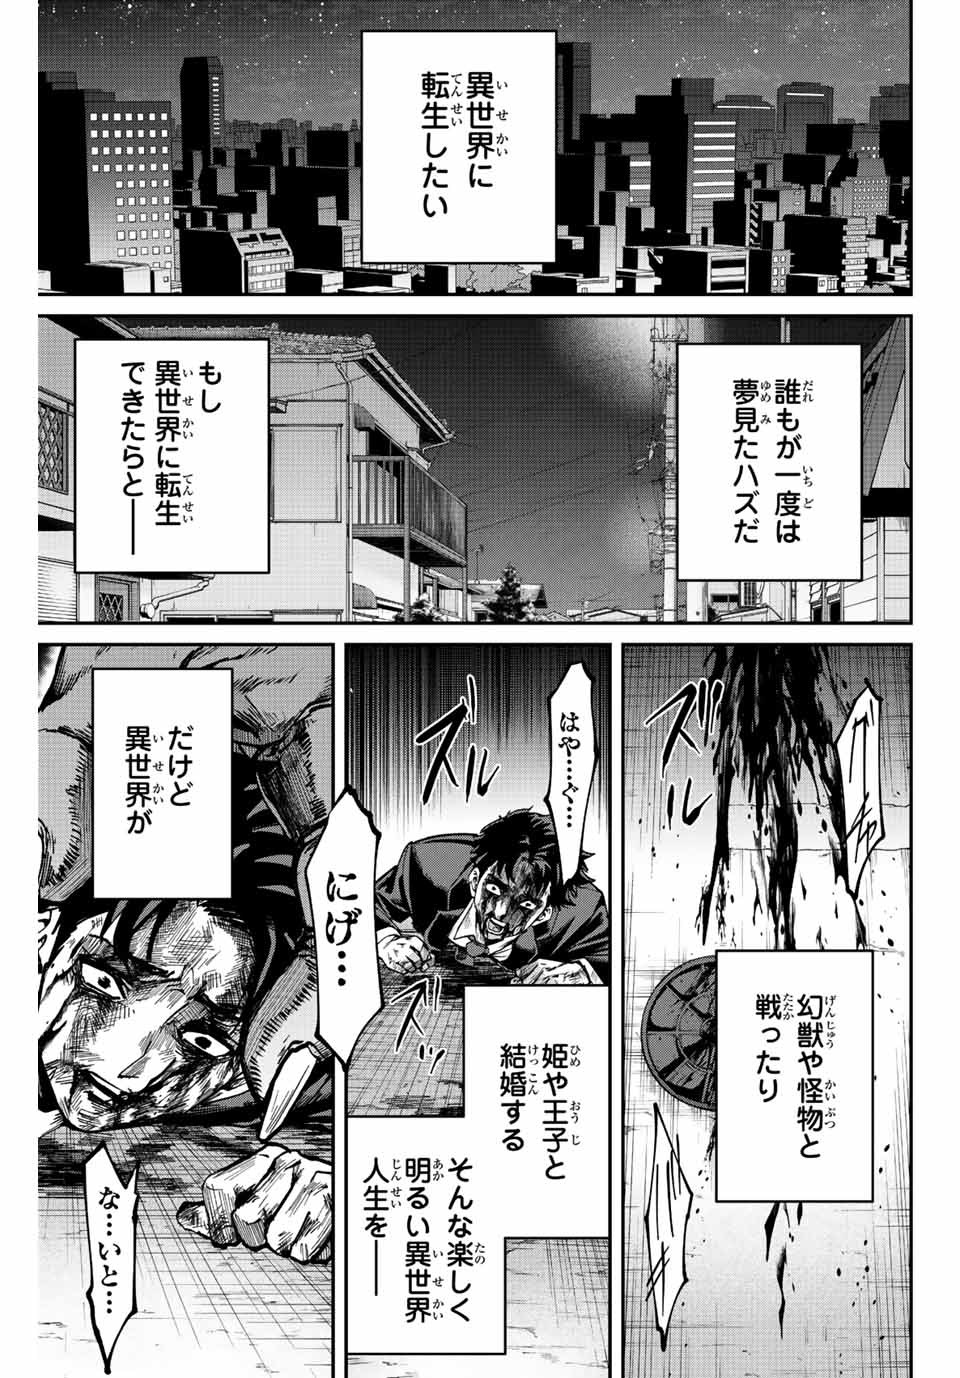 異世界に
転生したい
誰もが一度は
夢見たハズだ
もし
異世界に転生
できたらと――
幻獣や怪物と
戦ったり
はや…ぐ…
ズル
ズル
ズッ
姫や王子と
結婚する
そんな楽しく
明るい異世界
人生を――
だけど
異世界が
にげ…
な…いと…